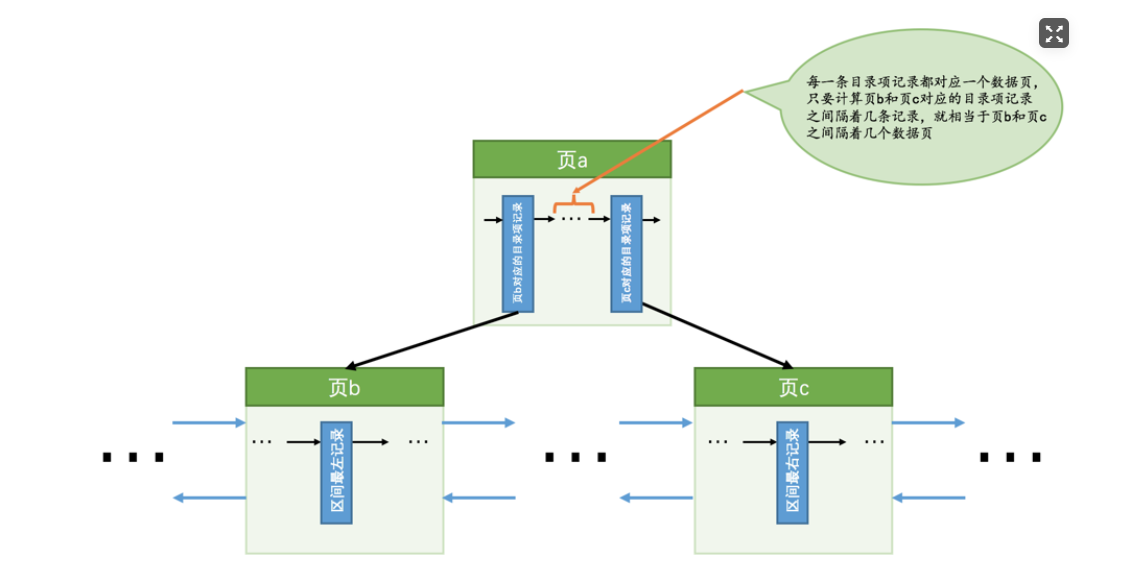 每一条目录项记录都对应一个数据页，
只要计算页b和页c对应的目录项记录
之间隔着几条记录，就相当于页b和页c
之间隔着几个数据页
页a
页b对应的目录项记录
...
页c对应的目录项记录
页b
页c
...
区间最左记录
...
...
区间最右记录
...
...
...
...